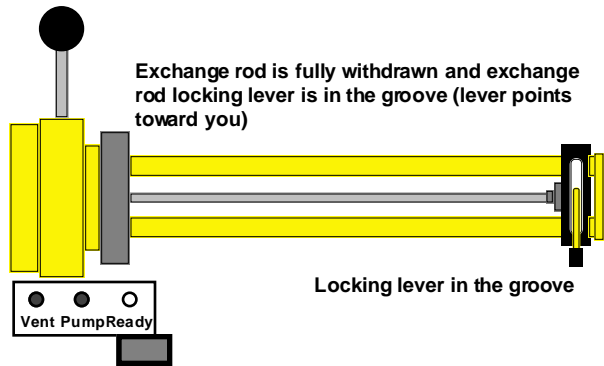 Exchange rod is fully withdrawn and exchange
rod locking lever is in the groove (lever points
toward you)
Locking lever in the groove
Vent Pump Ready